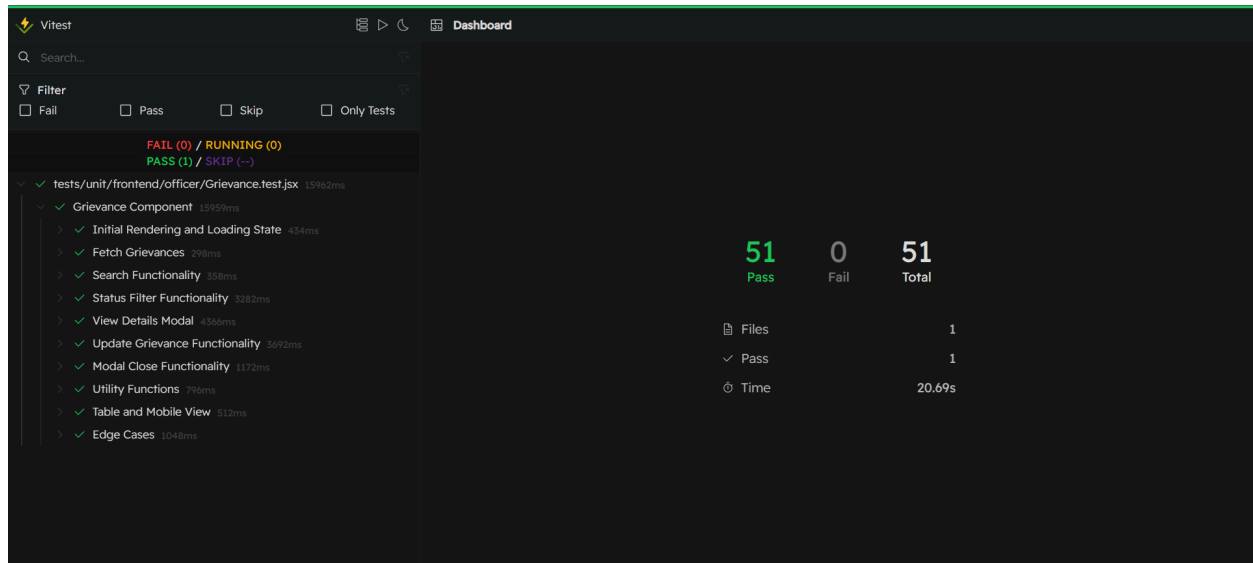 Vitest
Dashboard
Search...
Filter
Fail Pass Skip Only Tests
FAIL (0) / RUNNING (0)
PASS (1) / SKIP (--)
tests/unit/frontend/officer/Grievance.test.jsx 15962ms
Grievance Component 15959ms
Initial Rendering and Loading State 434ms
Fetch Grievances 298ms
Search Functionality 358ms
Status Filter Functionality 3282ms
View Details Modal 4366ms
Update Grievance Functionality 3692ms
Modal Close Functionality 1172ms
Utility Functions 796ms
Table and Mobile View 512ms
Edge Cases 1048ms
51 0 51
Pass Fail Total
Files 1
Pass 1
Time 20.69s